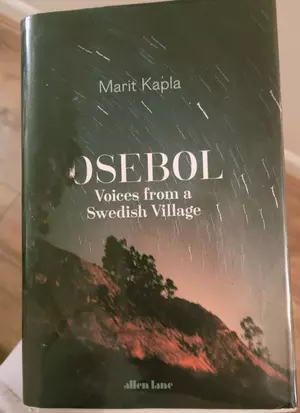 Marit Kapla
OSEBOL
Voices from a
Swedish Village
allen lane